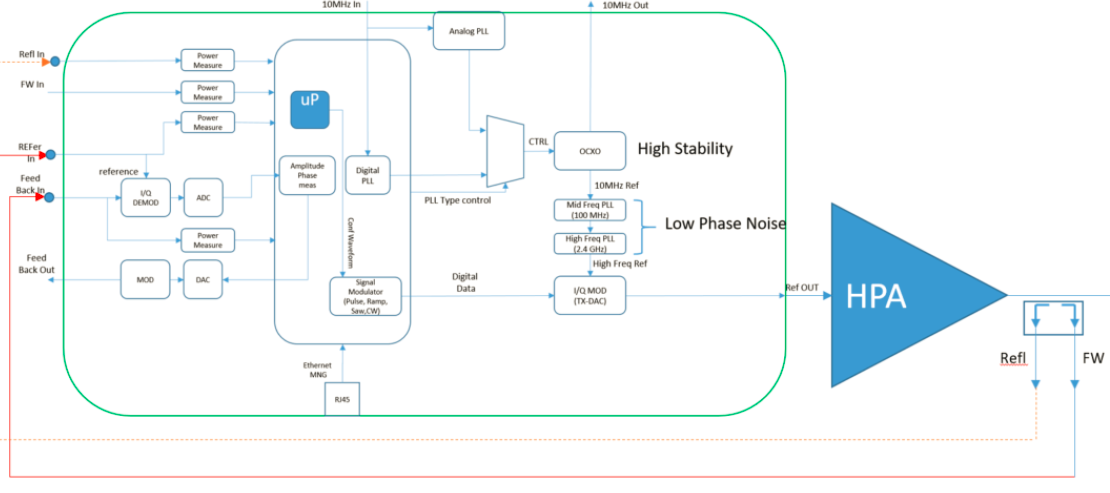 10MHz In
10MHz Out
Analog PLL
Refl In
Power
Measure
FW In
Power
Measure
uP
Power
Measure
REFer
In
reference
Feed
Back In
I/Q
DEMOD
ADC
Amplitude
Phase
meas
Digital
PLL
CTRL
OCXO
High Stability
PLL Type control
10MHz Ref
Mid Freq PLL
(100 MHz)
High Freq PLL
(2.4 GHz)
Low Phase Noise
High Freq Ref
Power
Measure
Conf Waveform
Feed
Back Out
MOD
DAC
Signal
Modulator
(Pulse, Ramp,
Saw,CW)
Digital
Data
I/Q MOD
(TX-DAC)
Ref OUT
HPA
Refl
FW
Ethernet
MNG
RJ45